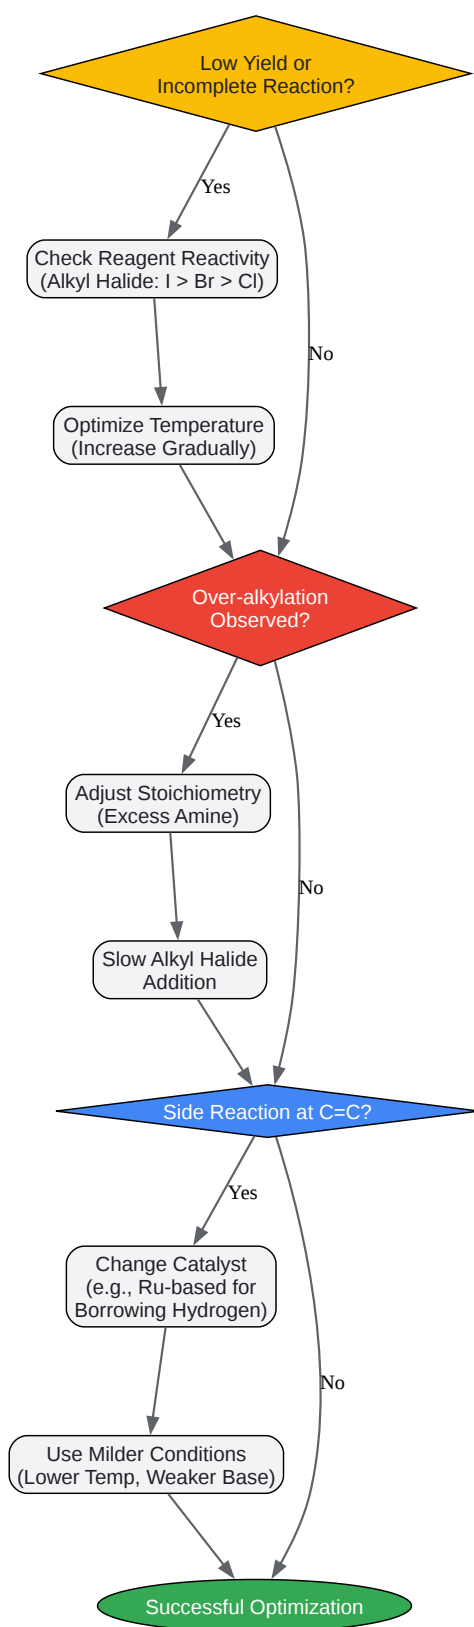 Low Yield or
Incomplete Reaction?
Yes
Check Reagent Reactivity
(Alkyl Halide: I > Br > Cl)
No
Optimize Temperature
(Increase Gradually)
Over-alkylation
Observed?
Yes
Adjust Stoichiometry
(Excess Amine)
No
Slow Alkyl Halide
Addition
Side Reaction at C=C?
Yes
Change Catalyst
(e.g., Ru-based for
Borrowing Hydrogen)
No
Use Milder Conditions
(Lower Temp, Weaker Base)
Successful Optimization